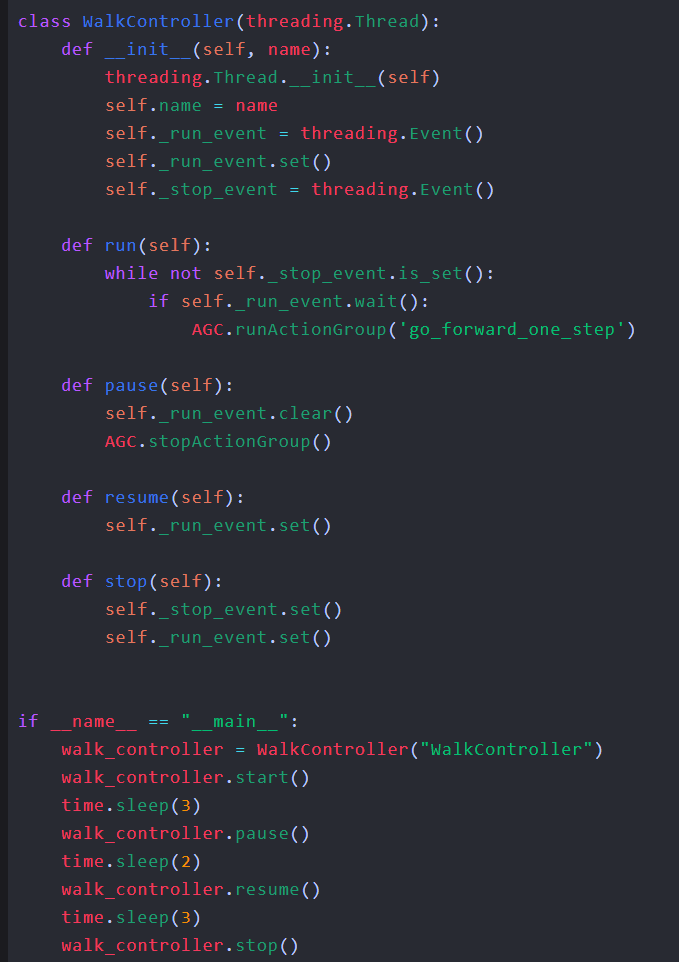 class WalkController(threading.Thread):
    def __init__(self, name):
        threading.Thread.__init__(self)
        self.name = name
        self._run_event = threading.Event()
        self._run_event.set()
        self._stop_event = threading.Event()

    def run(self):
        while not self._stop_event.is_set():
            if self._run_event.wait():
                AGC.runActionGroup('go_forward_one_step')

    def pause(self):
        self._run_event.clear()
        AGC.stopActionGroup()

    def resume(self):
        self._run_event.set()

    def stop(self):
        self._stop_event.set()
        self._run_event.set()


if __name__ == "__main__":
    walk_controller = WalkController("WalkController")
    walk_controller.start()
    time.sleep(3)
    walk_controller.pause()
    time.sleep(2)
    walk_controller.resume()
    time.sleep(3)
    walk_controller.stop()